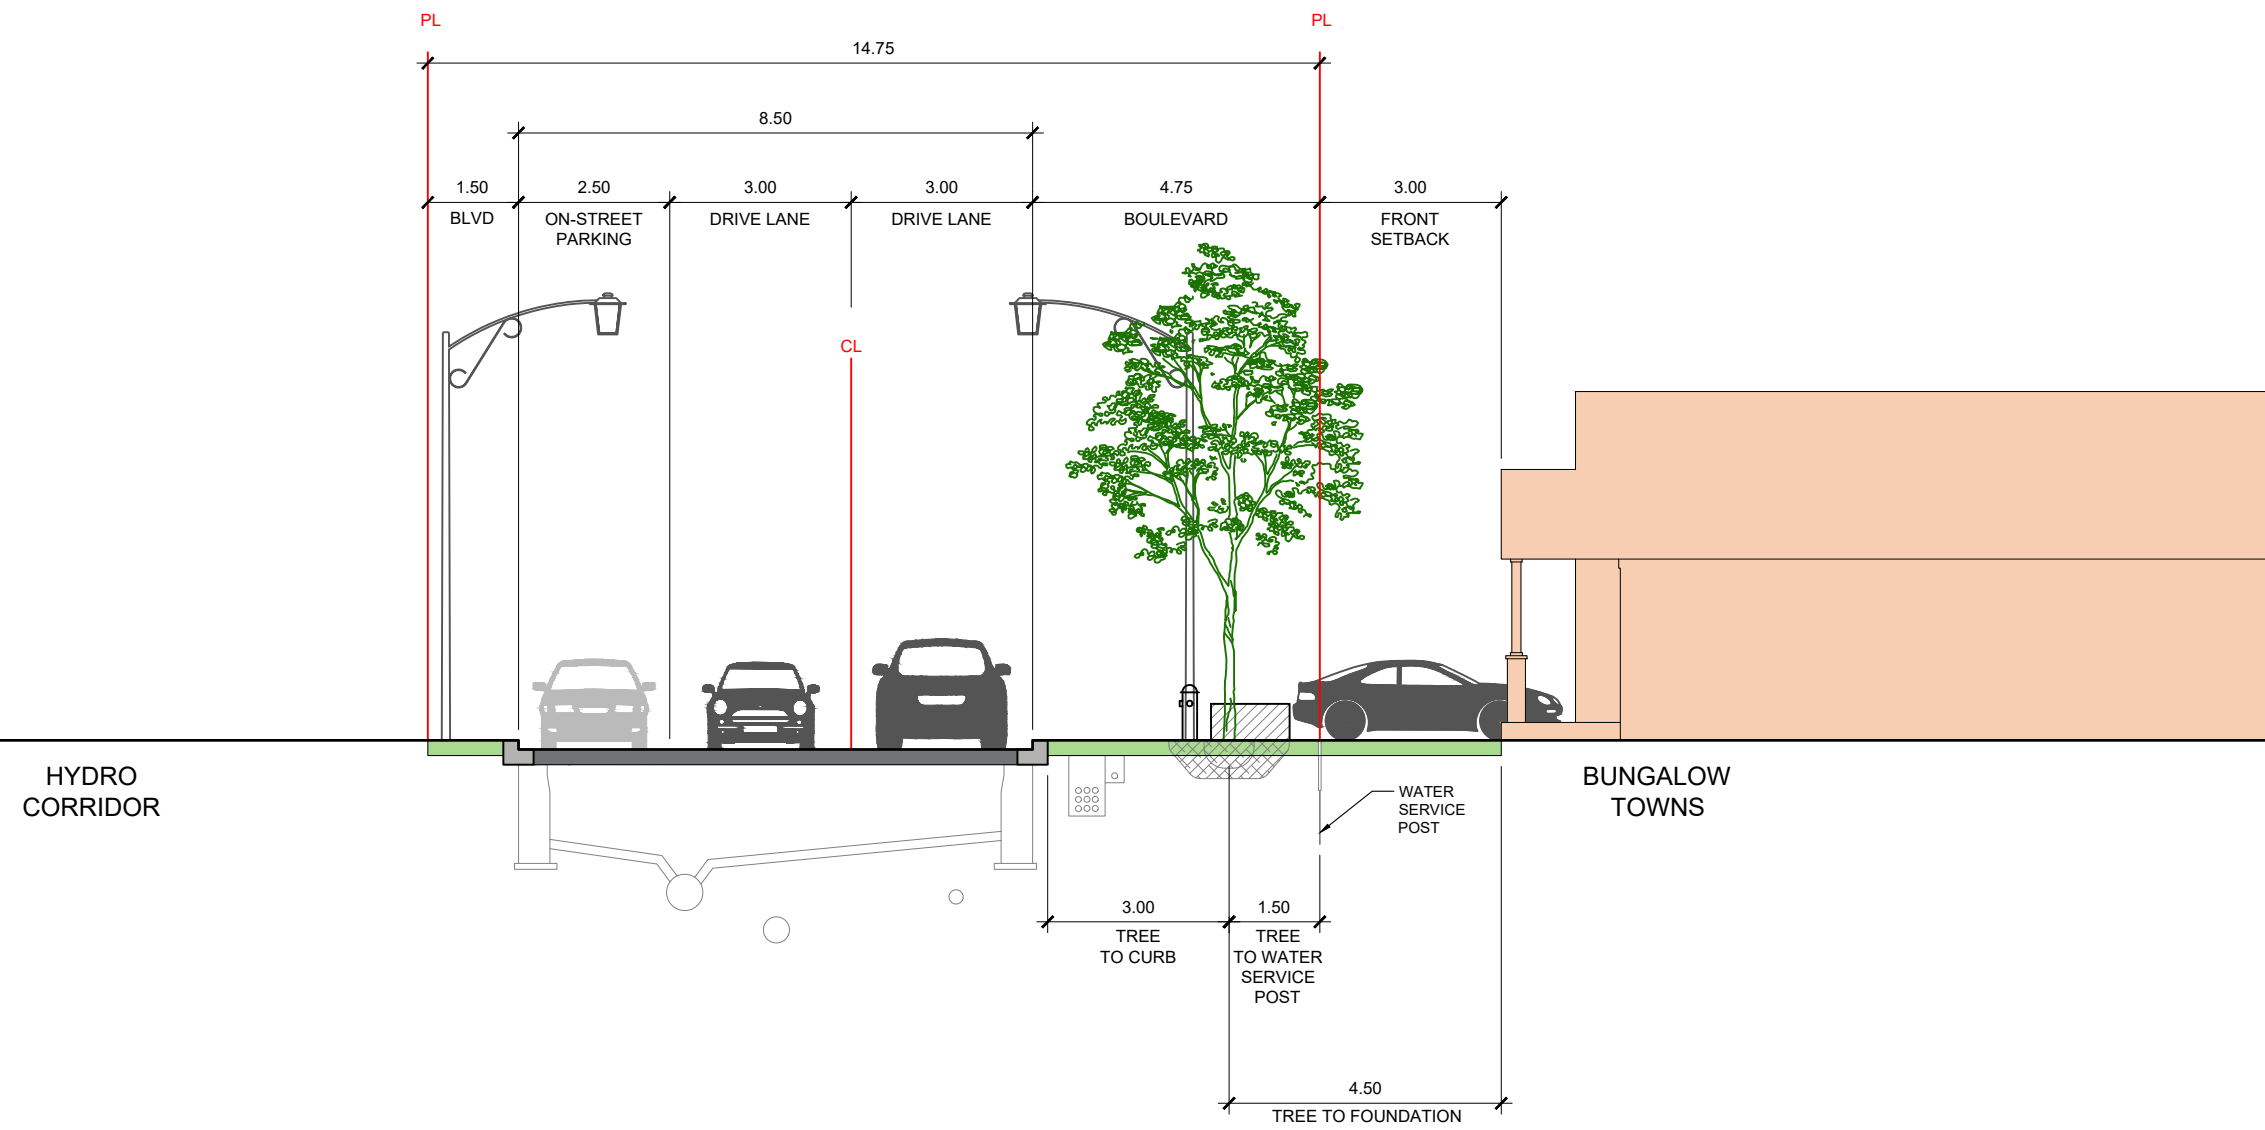 PL
PL
14.75
8.50
1.50
2.50
3.00
3.00
4.75
3.00
BLVD
ON-STREET
PARKING
DRIVE LANE
DRIVE LANE
BOULEVARD
FRONT
SETBACK
CL
HYDRO
CORRIDOR
BUNGALOW
TOWNS
WATER
SERVICE
POST
3.00
TREE
TO CURB
1.50
TREE
TO WATER
SERVICE
POST
4.50
TREE TO FOUNDATION